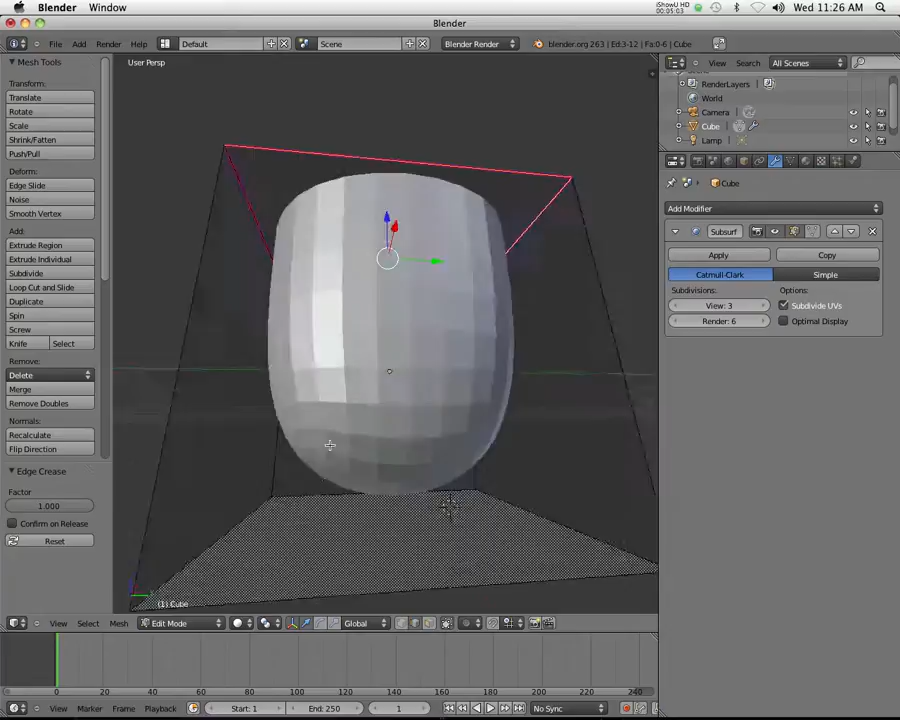 Blender Window iShowU HD 00:05:03 Wed 11:26 AM
Blender
File Add Render Help Default Scene Blender Render blender.org 263 | Ed:3-12 | Fa:0-6 | Cube
Mesh Tools
User Persp
View Search All Scenes
Transform:
Translate
Rotate
Scale
Shrink/Fatten
Push/Pull
Deform:
Edge Slide
Noise
Smooth Vertex
Add:
Extrude Region
Extrude Individual
Subdivide
Loop Cut and Slide
Duplicate
Spin
Screw
Knife Select
Remove:
Delete
Merge
Remove Doubles
Normals:
Recalculate
Flip Direction
Edge Crease
Factor
1.000
Confirm on Release
Reset
RenderLayers
World
Camera
Cube
Lamp
Cube
Add Modifier
Subsurf
Apply Copy
Catmull-Clark Simple
Subdivisions: Options:
View: 3 Subdivide UVs
Render: 6 Optimal Display
(1) Cube
View Select Mesh Edit Mode Global
0 20 40 60 80 100 120 140 160 180 200 220 240
View Marker Frame Playback Start: 1 End: 250 1 No Sync